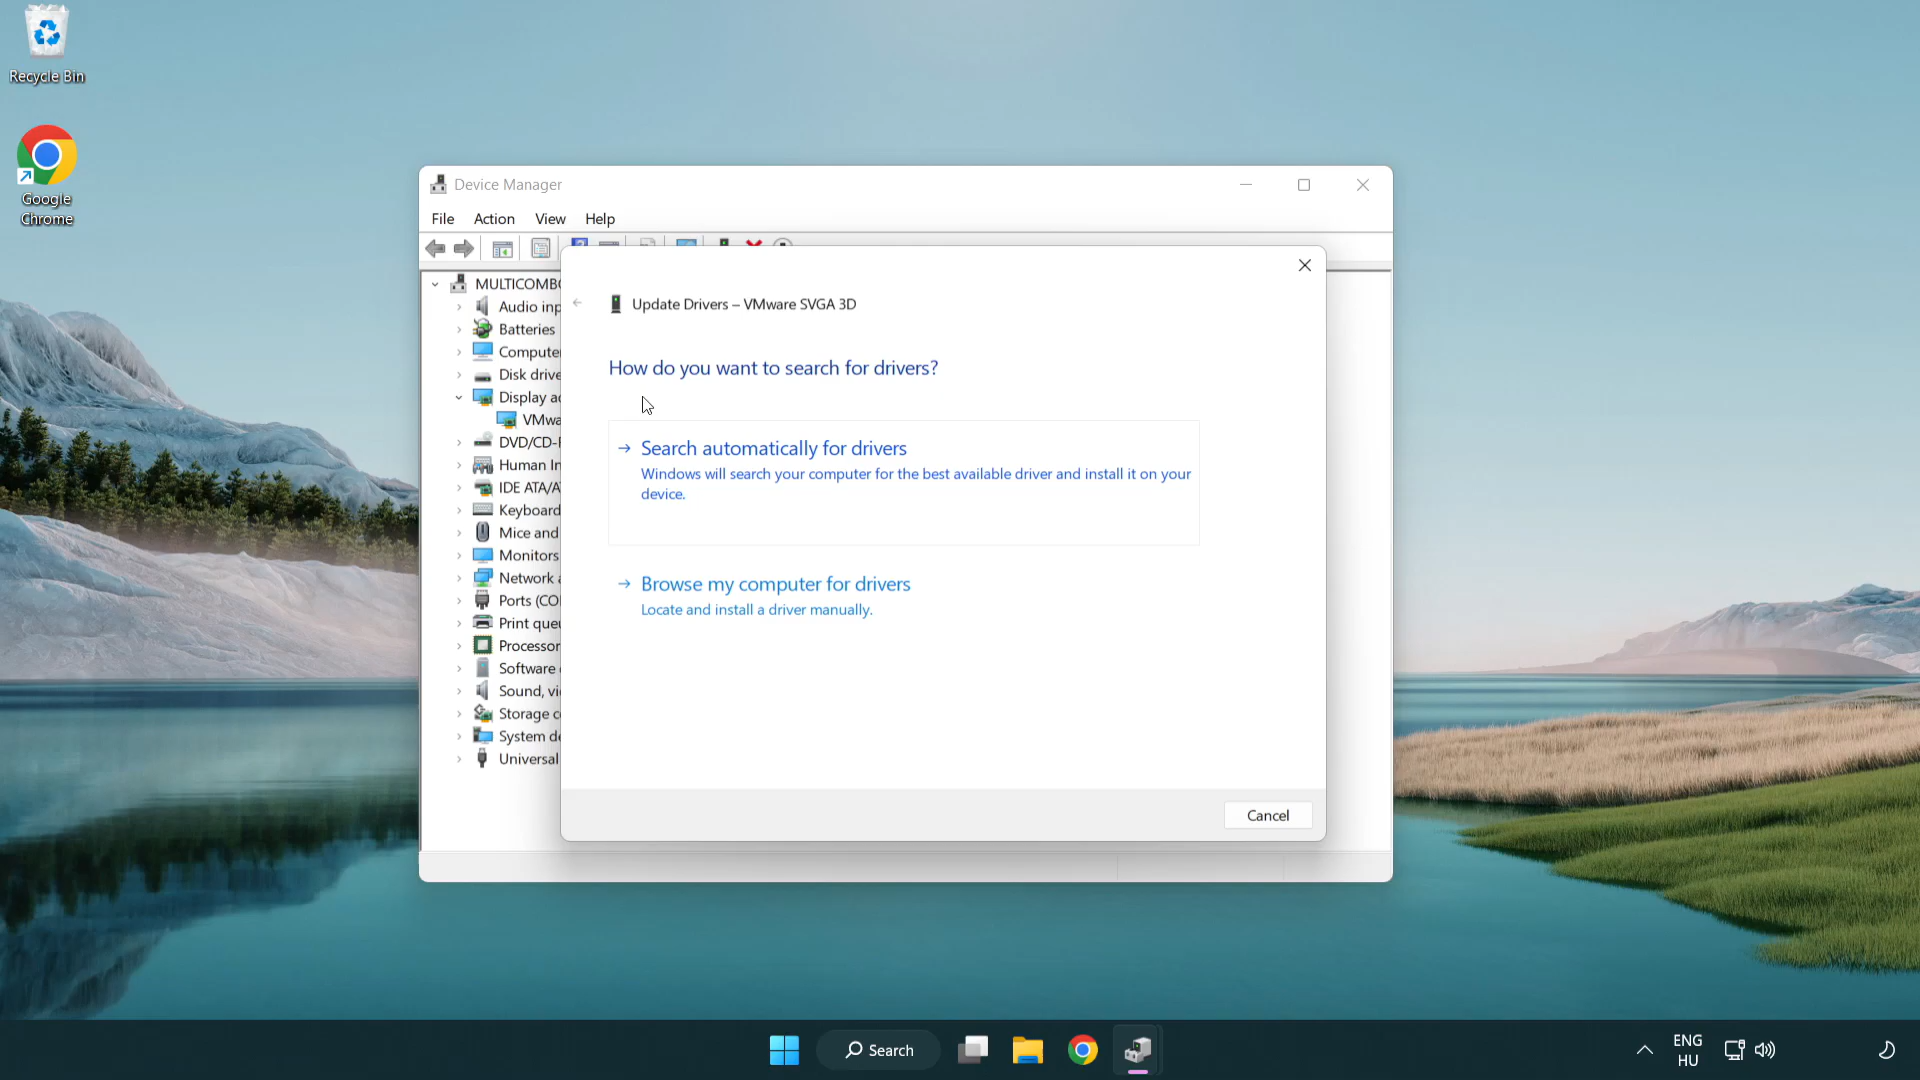 Recycle Bin
Google
Chrome
Device Manager
File Action View Help
MULTICOMBO
Audio inp
Batteries
Compute
Disk drive
Display a
VMwa
DVD/CD-
Human In
IDE ATA/A
Keyboard
Mice and
Monitors
Network a
Ports (CO
Print que
Processor
Software
Sound, vi
Storage c
System de
Universal
Update Drivers – VMware SVGA 3D
How do you want to search for drivers?
→ Search automatically for drivers
Windows will search your computer for the best available driver and install it on your
device.
→ Browse my computer for drivers
Locate and install a driver manually.
Cancel
Search
ENG
HU